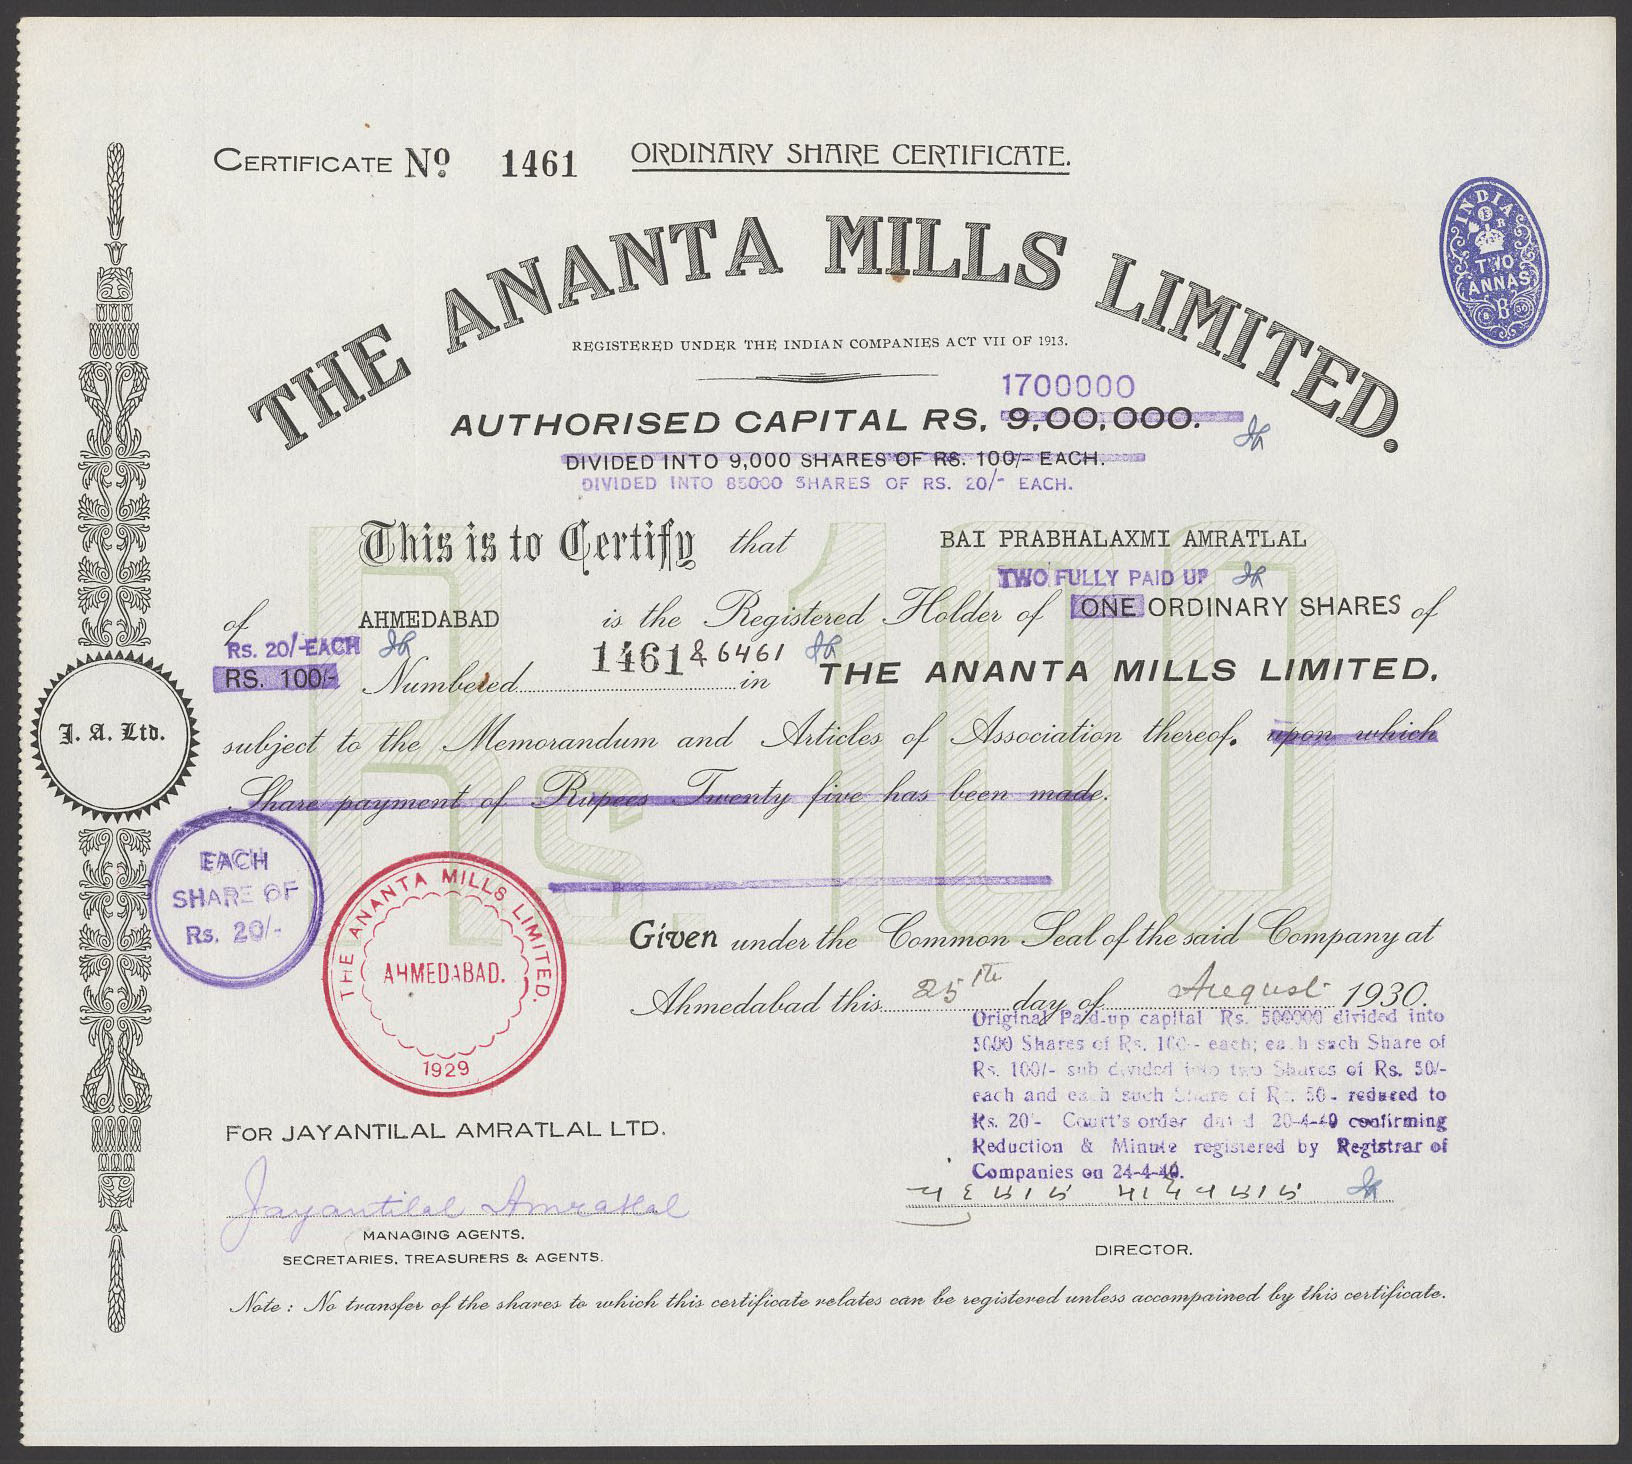 CERTIFICATE Nº 1461 ORDINARY SHARE CERTIFICATE.
INDIA
TWO
ANNAS
B
THE ANANTA MILLS LIMITED.
REGISTERED UNDER THE INDIAN COMPANIES ACT VII OF 1913.
1700000
AUTHORISED CAPITAL RS. 9,00,000.
DIVIDED INTO 9,000 SHARES OF RS. 100/- EACH.
DIVIDED INTO 85000 SHARES OF RS. 20/- EACH.
Rs. 100
This is to Certify that BAI PRABHALAXMI AMRATLAL
TWO FULLY PAID UP
of AHMEDABAD is the Registered Holder of ONE ORDINARY SHARES of
RS. 20/-EACH
RS. 100/- Numbered 1461 & 6461 in THE ANANTA MILLS LIMITED.
J. A. Ltd.
subject to the Memorandum and Articles of Association thereof. upon which
Share payment of Rupees Twenty five has been made.
EACH
SHARE OF
Rs. 20/-
THE ANANTA MILLS LIMITED.
AHMEDABAD.
1929
Given under the Common Seal of the said Company at
Ahmedabad this 25th day of August 1930.
Original Paid-up capital Rs. 500000 divided into
5000 Shares of Rs. 100/- each; each such Share of
Rs. 100/- sub divided into two Shares of Rs. 50/-
each and each such Share of Rs. 50- reduced to
Rs. 20- Court's order dated 20-4-40 confirming
Reduction & Minute registered by Registrar of
Companies on 24-4-40.
FOR JAYANTILAL AMRATLAL LTD.
Jayantilal Amratlal
MANAGING AGENTS.
SECRETARIES, TREASURERS & AGENTS.
DIRECTOR.
Note : No transfer of the shares to which this certificate relates can be registered unless accompained by this certificate.